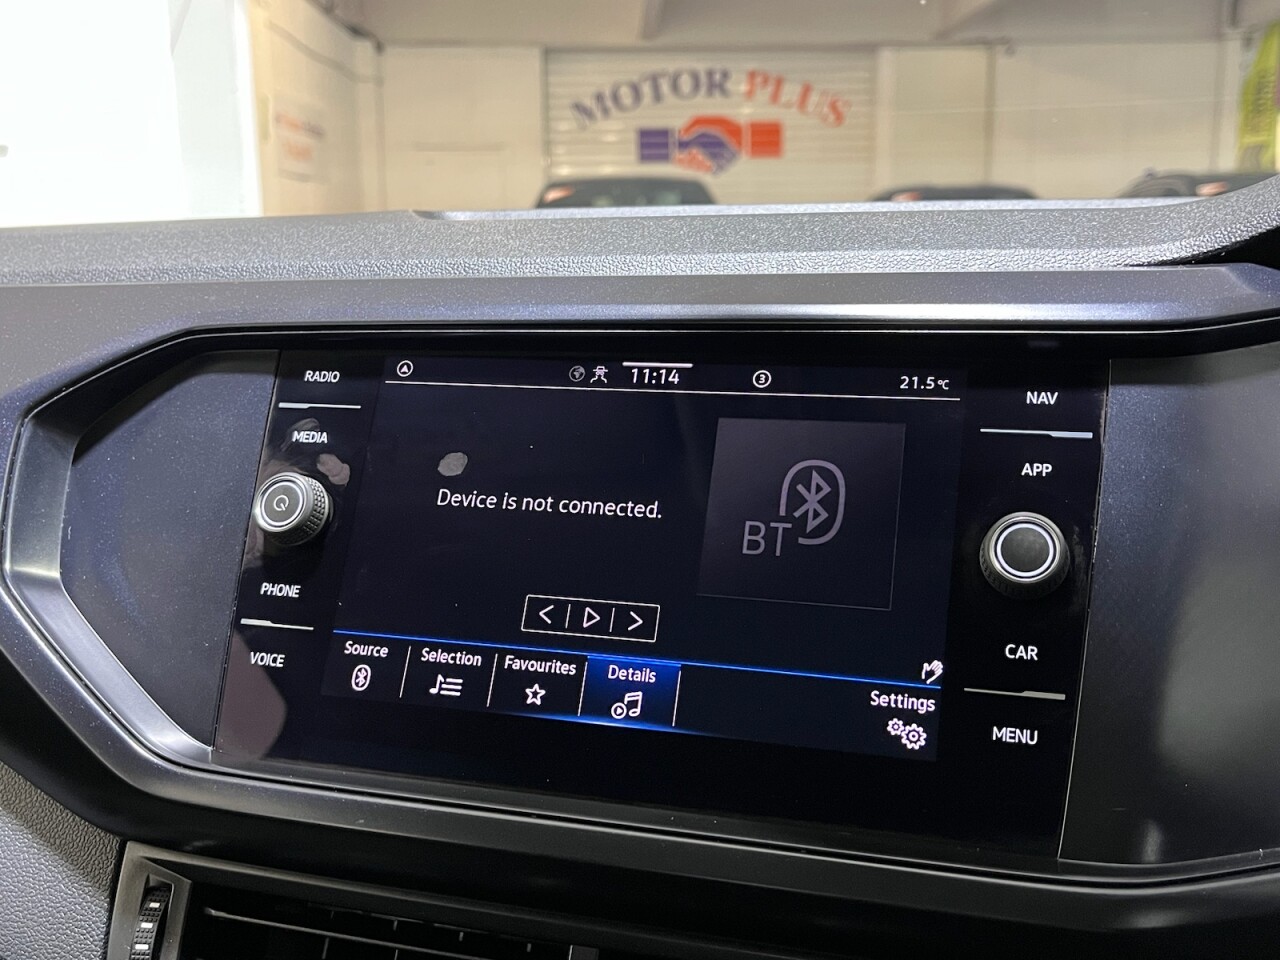 MOTOR PLUS
RADIO
MEDIA
PHONE
VOICE
11:14
3
21.5°C
Device is not connected.
BT
Source
Selection
Favourites
Details
Settings
NAV
APP
CAR
MENU